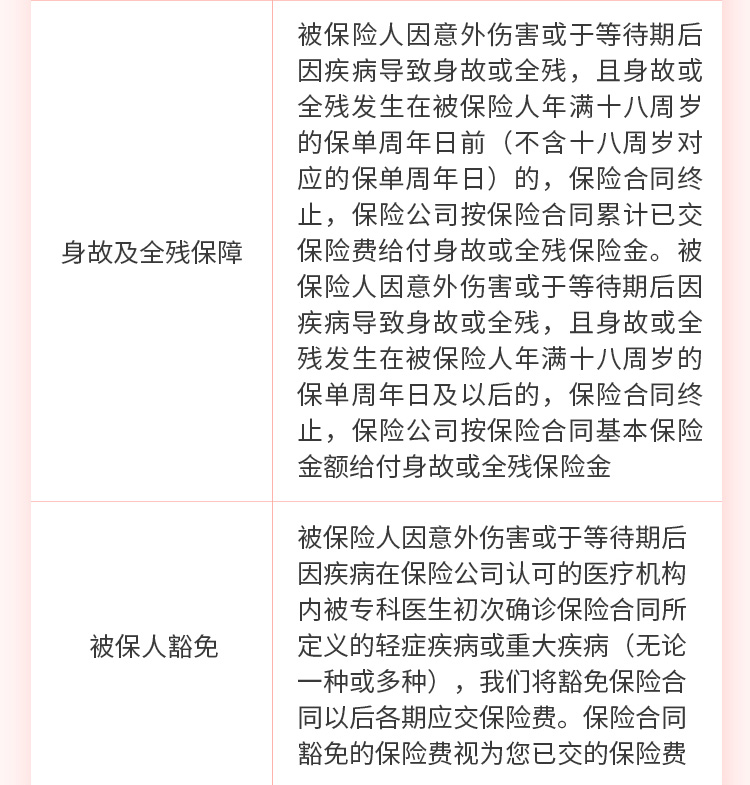 身故及全残保障
被保险人因意外伤害或于等待期后
因疾病导致身故或全残，且身故或
全残发生在被保险人年满十八周岁
的保单周年日前（不含十八周岁对
应的保单周年日）的，保险合同终
止，保险公司按保险合同累计已交
保险费给付身故或全残保险金。被
保险人因意外伤害或于等待期后因
疾病导致身故或全残，且身故或全
残发生在被保险人年满十八周岁的
保单周年日及以后的，保险合同终
止，保险公司按保险合同基本保险
金额给付身故或全残保险金
被保人豁免
被保险人因意外伤害或于等待期后
因疾病在保险公司认可的医疗机构
内被专科医生初次确诊保险合同所
定义的轻症疾病或重大疾病（无论
一种或多种），我们将豁免保险合
同以后各期应交保险费。保险合同
豁免的保险费视为您已交的保险费